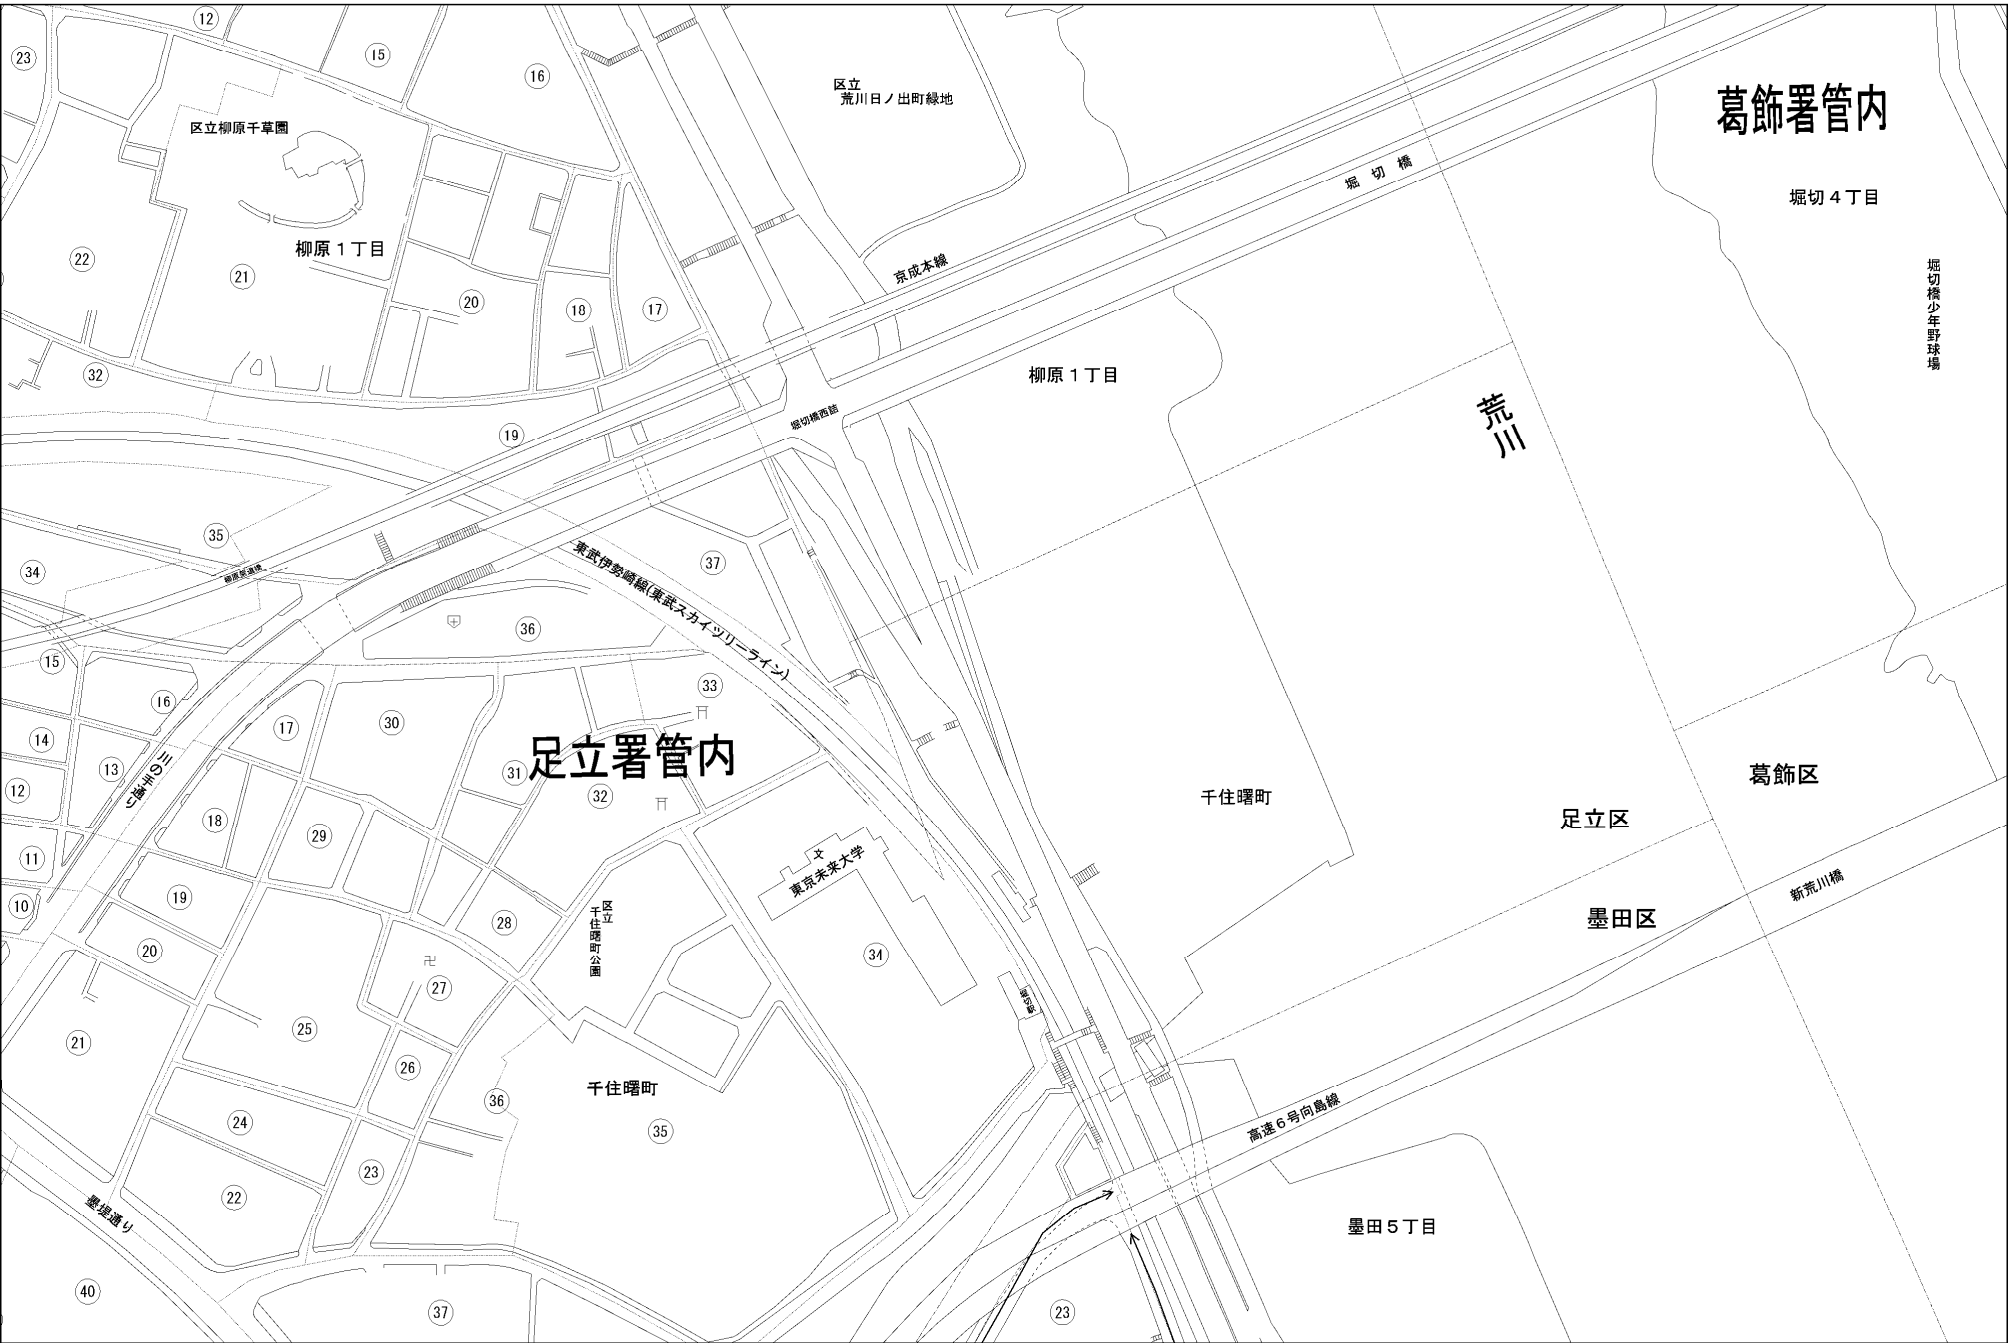 12
23
15
16
区立
荒川日ノ出町緑地
葛飾署管内
区立柳原千草園
堀切橋
堀切４丁目
柳原１丁目
22
21
20
18
17
京成本線
堀切橋少年野球場
32
柳原１丁目
荒川
堀切橋西詰
19
35
34
37
東武伊勢崎線(東武スカイツリーライン)
36
15
16
33
17
30
14
13
川の手通り
31
足立署管内
32
12
18
29
千住曙町
足立区
葛飾区
11
東京未来大学
19
10
28
区立
千住曙町公園
墨田区
新荒川橋
20
27
34
堀切駅
21
25
26
千住曙町
36
24
35
高速６号向島線
23
22
墨堤通り
墨田５丁目
40
37
23